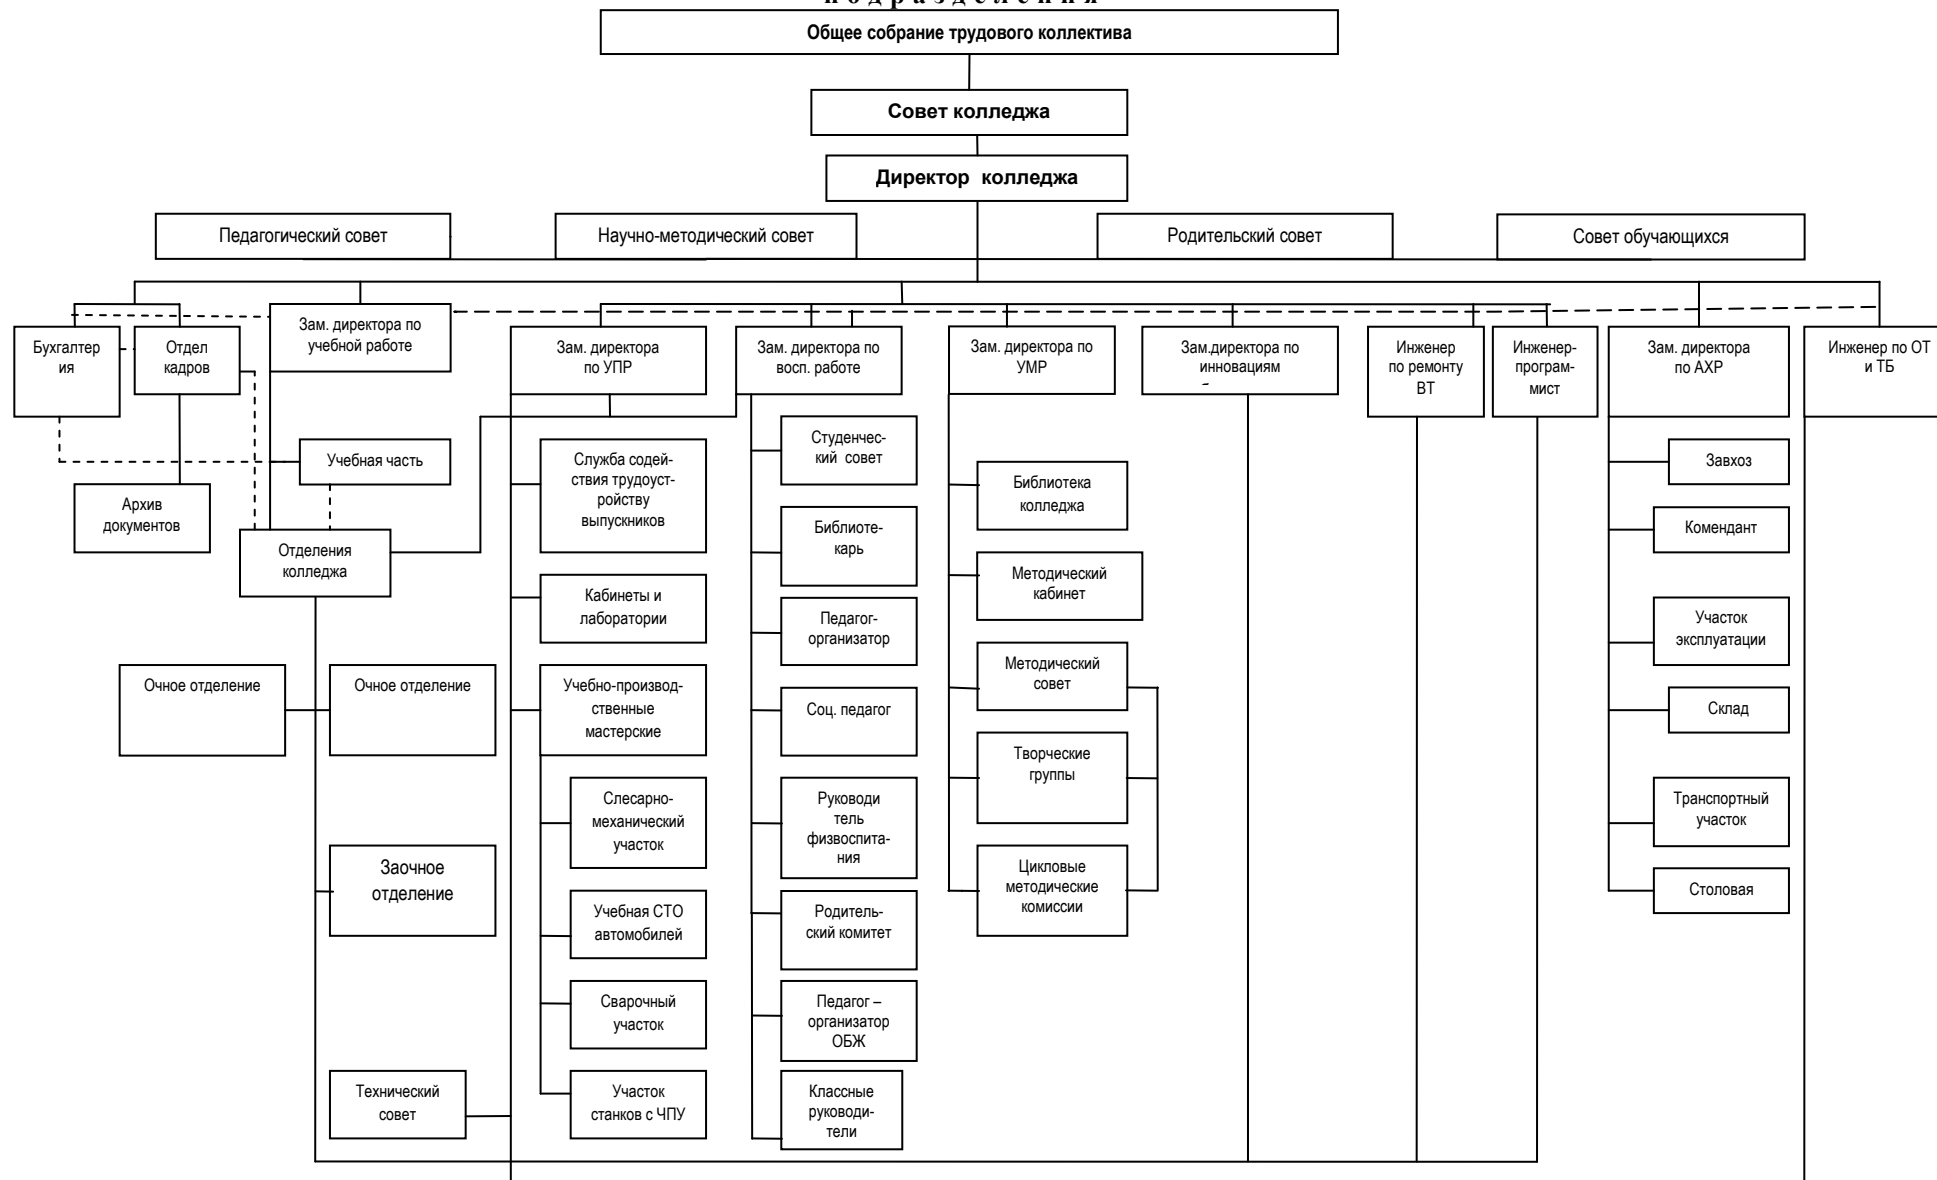 подразделения
Общее собрание трудового коллектива
Совет колледжа
Директор колледжа
Педагогический совет
Научно-методический совет
Родительский совет
Совет обучающихся
Бухгалтер
ия
Отдел
кадров
Зам. директора по
учебной работе
Зам. директора
по УПР
Зам. директора по
восп. работе
Зам. директора по
УМР
Зам.директора по
инновациям
Инженер
по ремонту
ВТ
Инженер-
програм-
мист
Зам. директора
по АХР
Инженер по ОТ
и ТБ
Учебная часть
Архив
документов
Отделения
колледжа
Очное отделение
Очное отделение
Заочное
отделение
Технический
совет
Служба содей-
ствия трудоуст-
ройству
выпускников
Кабинеты и
лаборатории
Учебно-производ-
ственные
мастерские
Слесарно-
механический
участок
Учебная СТО
автомобилей
Сварочный
участок
Участок
станков с ЧПУ
Студенчес-
кий совет
Библиоте-
карь
Педагог-
организатор
Соц. педагог
Руководи
тель
физвоспита-
ния
Родитель-
ский комитет
Педагог –
организатор
ОБЖ
Классные
руководи-
тели
Библиотека
колледжа
Методический
кабинет
Методический
совет
Творческие
группы
Цикловые
методические
комиссии
Завхоз
Комендант
Участок
эксплуатации
Склад
Транспортный
участок
Столовая